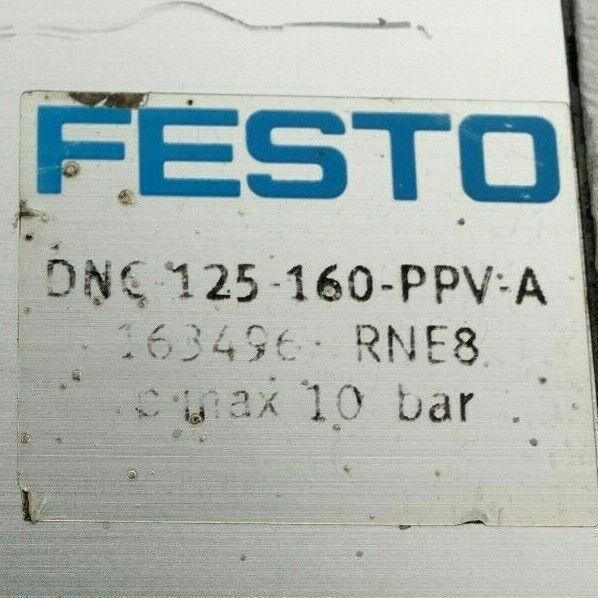 FESTO
DNC-125-160-PPV-A
163496 RNE8
p max 10 bar